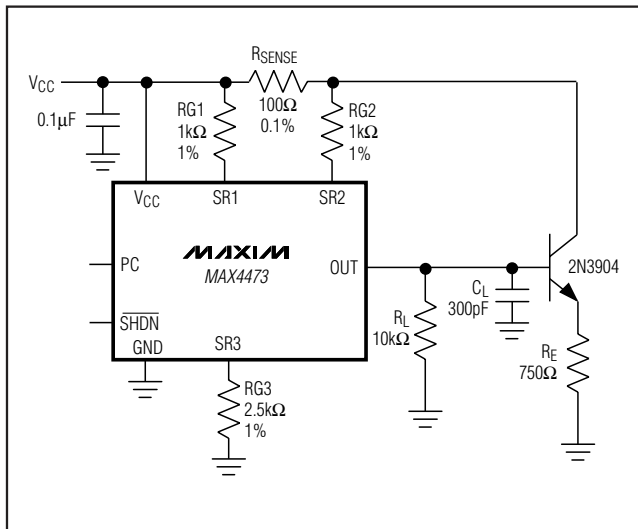 RSENSE
VCC
100Ω
0.1%
RG1
1kΩ
1%
RG2
1kΩ
1%
0.1µF
VCC
SR1
SR2
MAXIM
MAX4473
PC
OUT
2N3904
CL
300pF
SHDN
RL
10kΩ
GND
SR3
RE
750Ω
RG3
2.5kΩ
1%